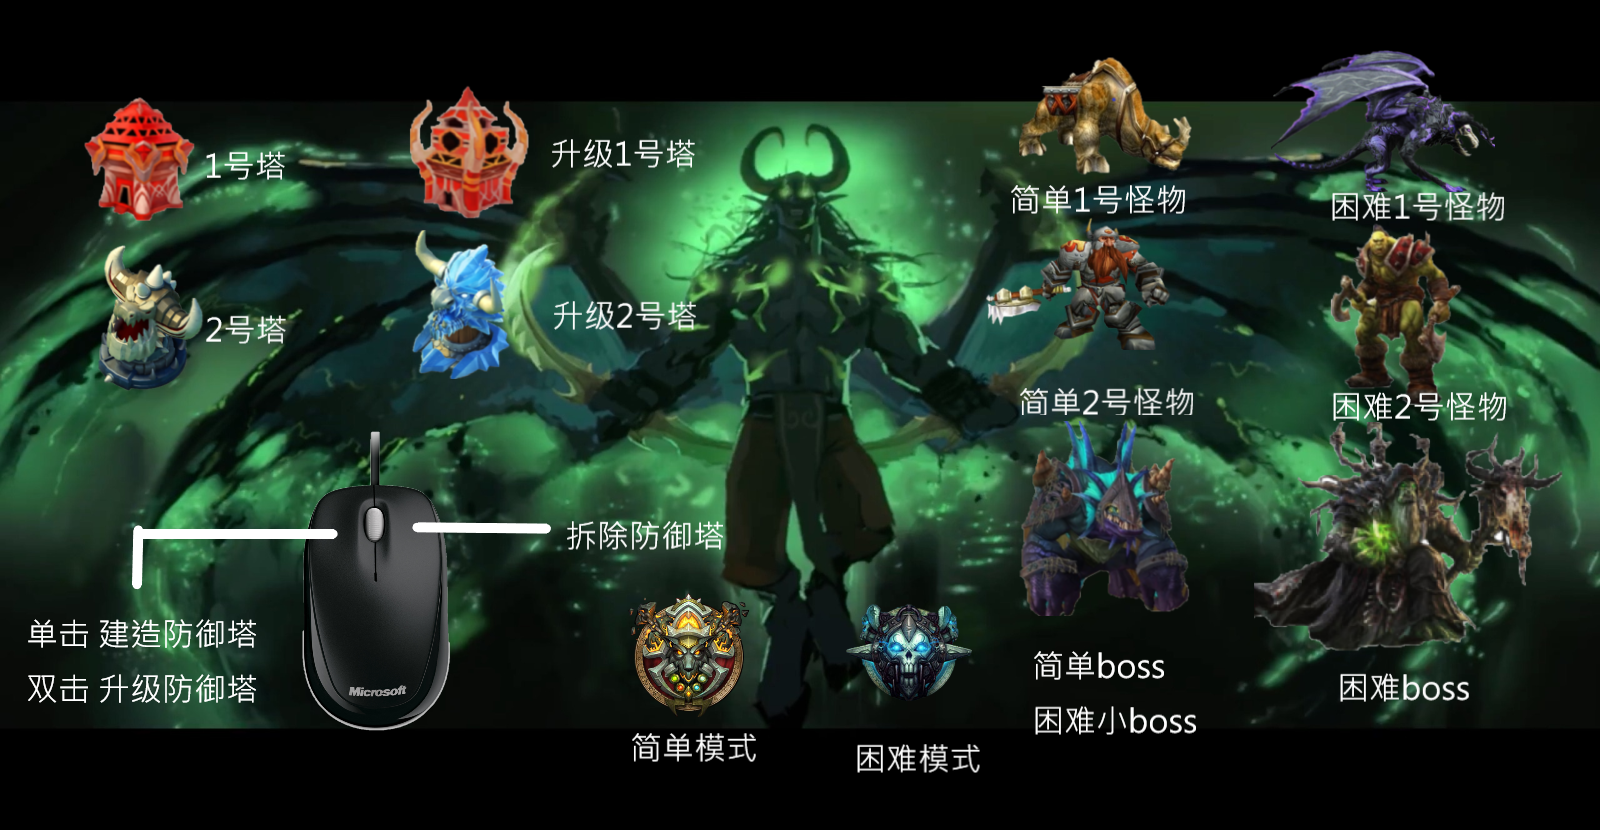 1号塔
升级1号塔
简单1号怪物
困难1号怪物
2号塔
升级2号塔
简单2号怪物
困难2号怪物
拆除防御塔
单击 建造防御塔
双击 升级防御塔
Microsoft
简单模式
困难模式
简单boss
困难小boss
困难boss